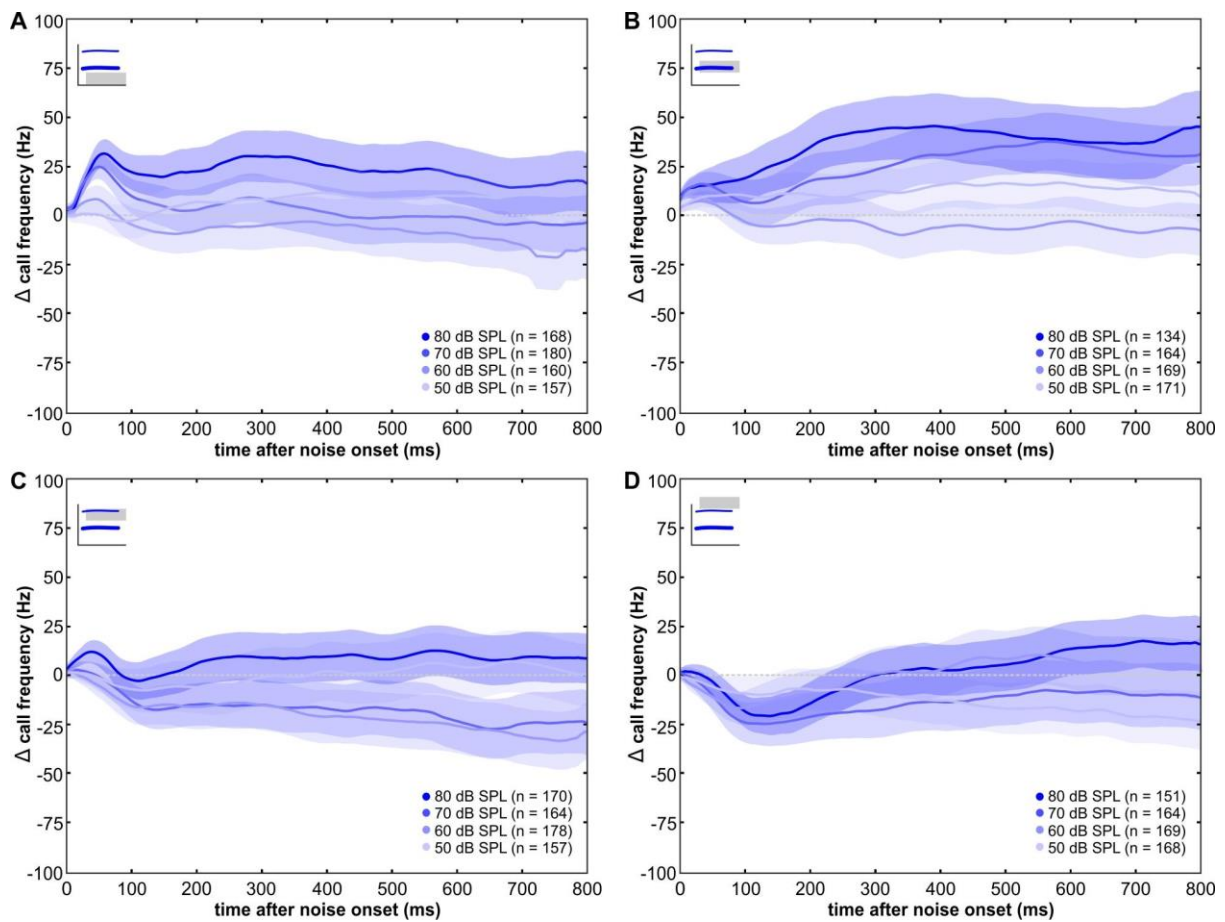 A
100
75
50
25
0
-25
-50
-75
-100
Δ call frequency (Hz)
80 dB SPL (n = 168)
70 dB SPL (n = 180)
60 dB SPL (n = 160)
50 dB SPL (n = 157)
0 100 200 300 400 500 600 700 800
time after noise onset (ms)
B
100
75
50
25
0
-25
-50
-75
-100
Δ call frequency (Hz)
80 dB SPL (n = 134)
70 dB SPL (n = 164)
60 dB SPL (n = 169)
50 dB SPL (n = 171)
0 100 200 300 400 500 600 700 800
time after noise onset (ms)
C
100
75
50
25
0
-25
-50
-75
-100
Δ call frequency (Hz)
80 dB SPL (n = 170)
70 dB SPL (n = 164)
60 dB SPL (n = 178)
50 dB SPL (n = 157)
0 100 200 300 400 500 600 700 800
time after noise onset (ms)
D
100
75
50
25
0
-25
-50
-75
-100
Δ call frequency (Hz)
80 dB SPL (n = 151)
70 dB SPL (n = 164)
60 dB SPL (n = 169)
50 dB SPL (n = 168)
0 100 200 300 400 500 600 700 800
time after noise onset (ms)